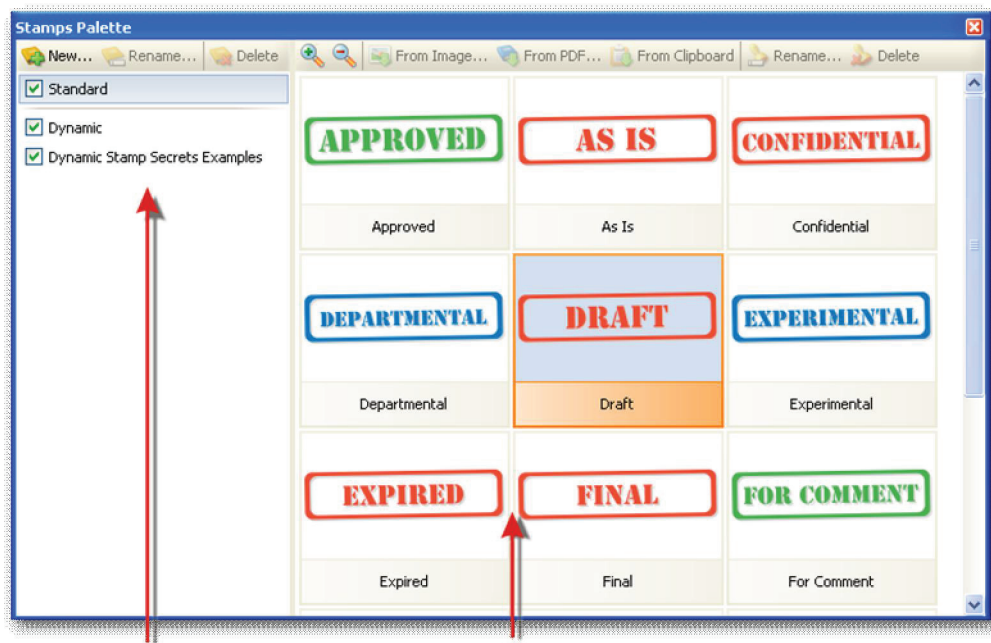 Stamps Palette
New... Rename... Delete From Image... From PDF... From Clipboard Rename... Delete
Standard
Dynamic
Dynamic Stamp Secrets Examples
APPROVED AS IS CONFIDENTIAL
Approved As Is Confidential
DEPARTMENTAL DRAFT EXPERIMENTAL
Departmental Draft Experimental
EXPIRED FINAL FOR COMMENT
Expired Final For Comment